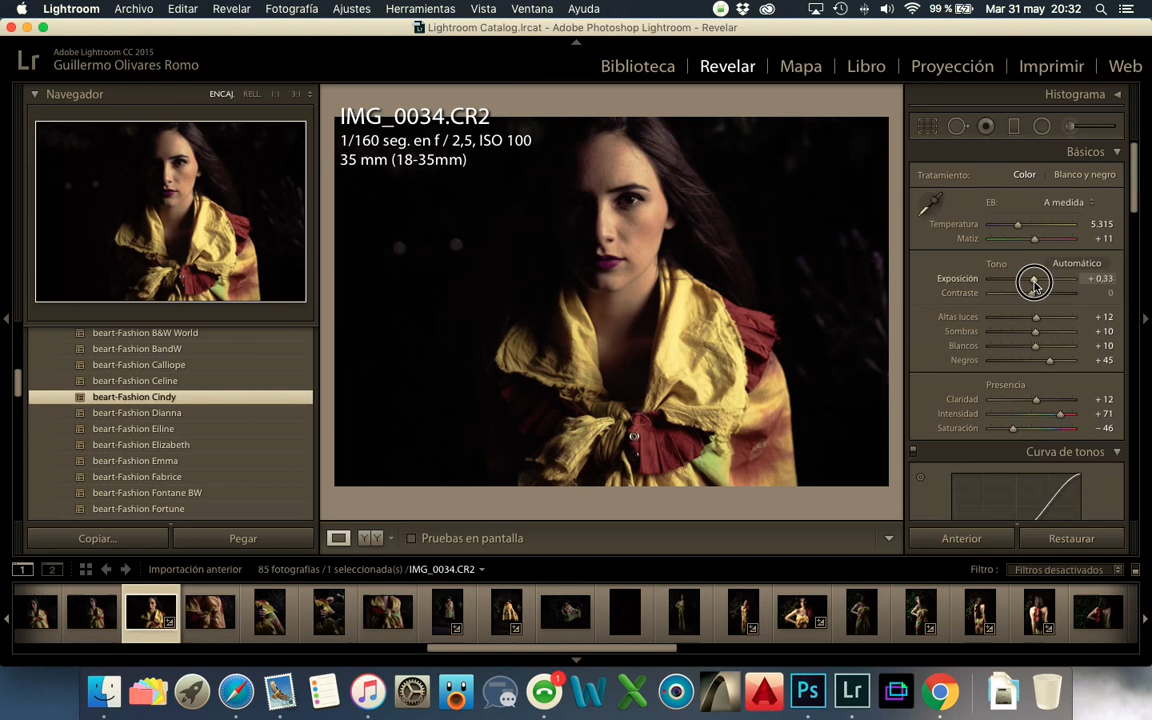 Lightroom Archivo Editar Revelar Fotografía Ajustes Herramientas Vista Ventana Ayuda 99 % Mar 31 may 20:32
Lightroom Catalog.lrcat - Adobe Photoshop Lightroom - Revelar
Lr
Adobe Lightroom CC 2015
Guillermo Olivares Romo
Biblioteca | Revelar | Mapa | Libro | Proyección | Imprimir | Web
Navegador ENCAJ. RELL. 1:1 3:1
beart-Fashion B&W World
beart-Fashion BandW
beart-Fashion Calliope
beart-Fashion Celine
beart-Fashion Cindy
beart-Fashion Dianna
beart-Fashion Eiline
beart-Fashion Elizabeth
beart-Fashion Emma
beart-Fashion Fabrice
beart-Fashion Fontane BW
beart-Fashion Fortune
Copiar... Pegar
IMG_0034.CR2
1/160 seg. en f / 2,5, ISO 100
35 mm (18-35mm)
YY
Pruebas en pantalla
Histograma
Básicos
Tratamiento: Color Blanco y negro
EB: A medida
Temperatura 5.315
Matiz + 11
Tono Automático
Exposición + 0,33
Contraste 0
Altas luces + 12
Sombras + 10
Blancos + 10
Negros + 45
Presencia
Claridad + 12
Intensidad + 71
Saturación − 46
Curva de tonos
Anterior Restaurar
1 2 Importación anterior 85 fotografías /1 seleccionada(s) /IMG_0034.CR2 Filtro : Filtros desactivados
1
Ps
Lr